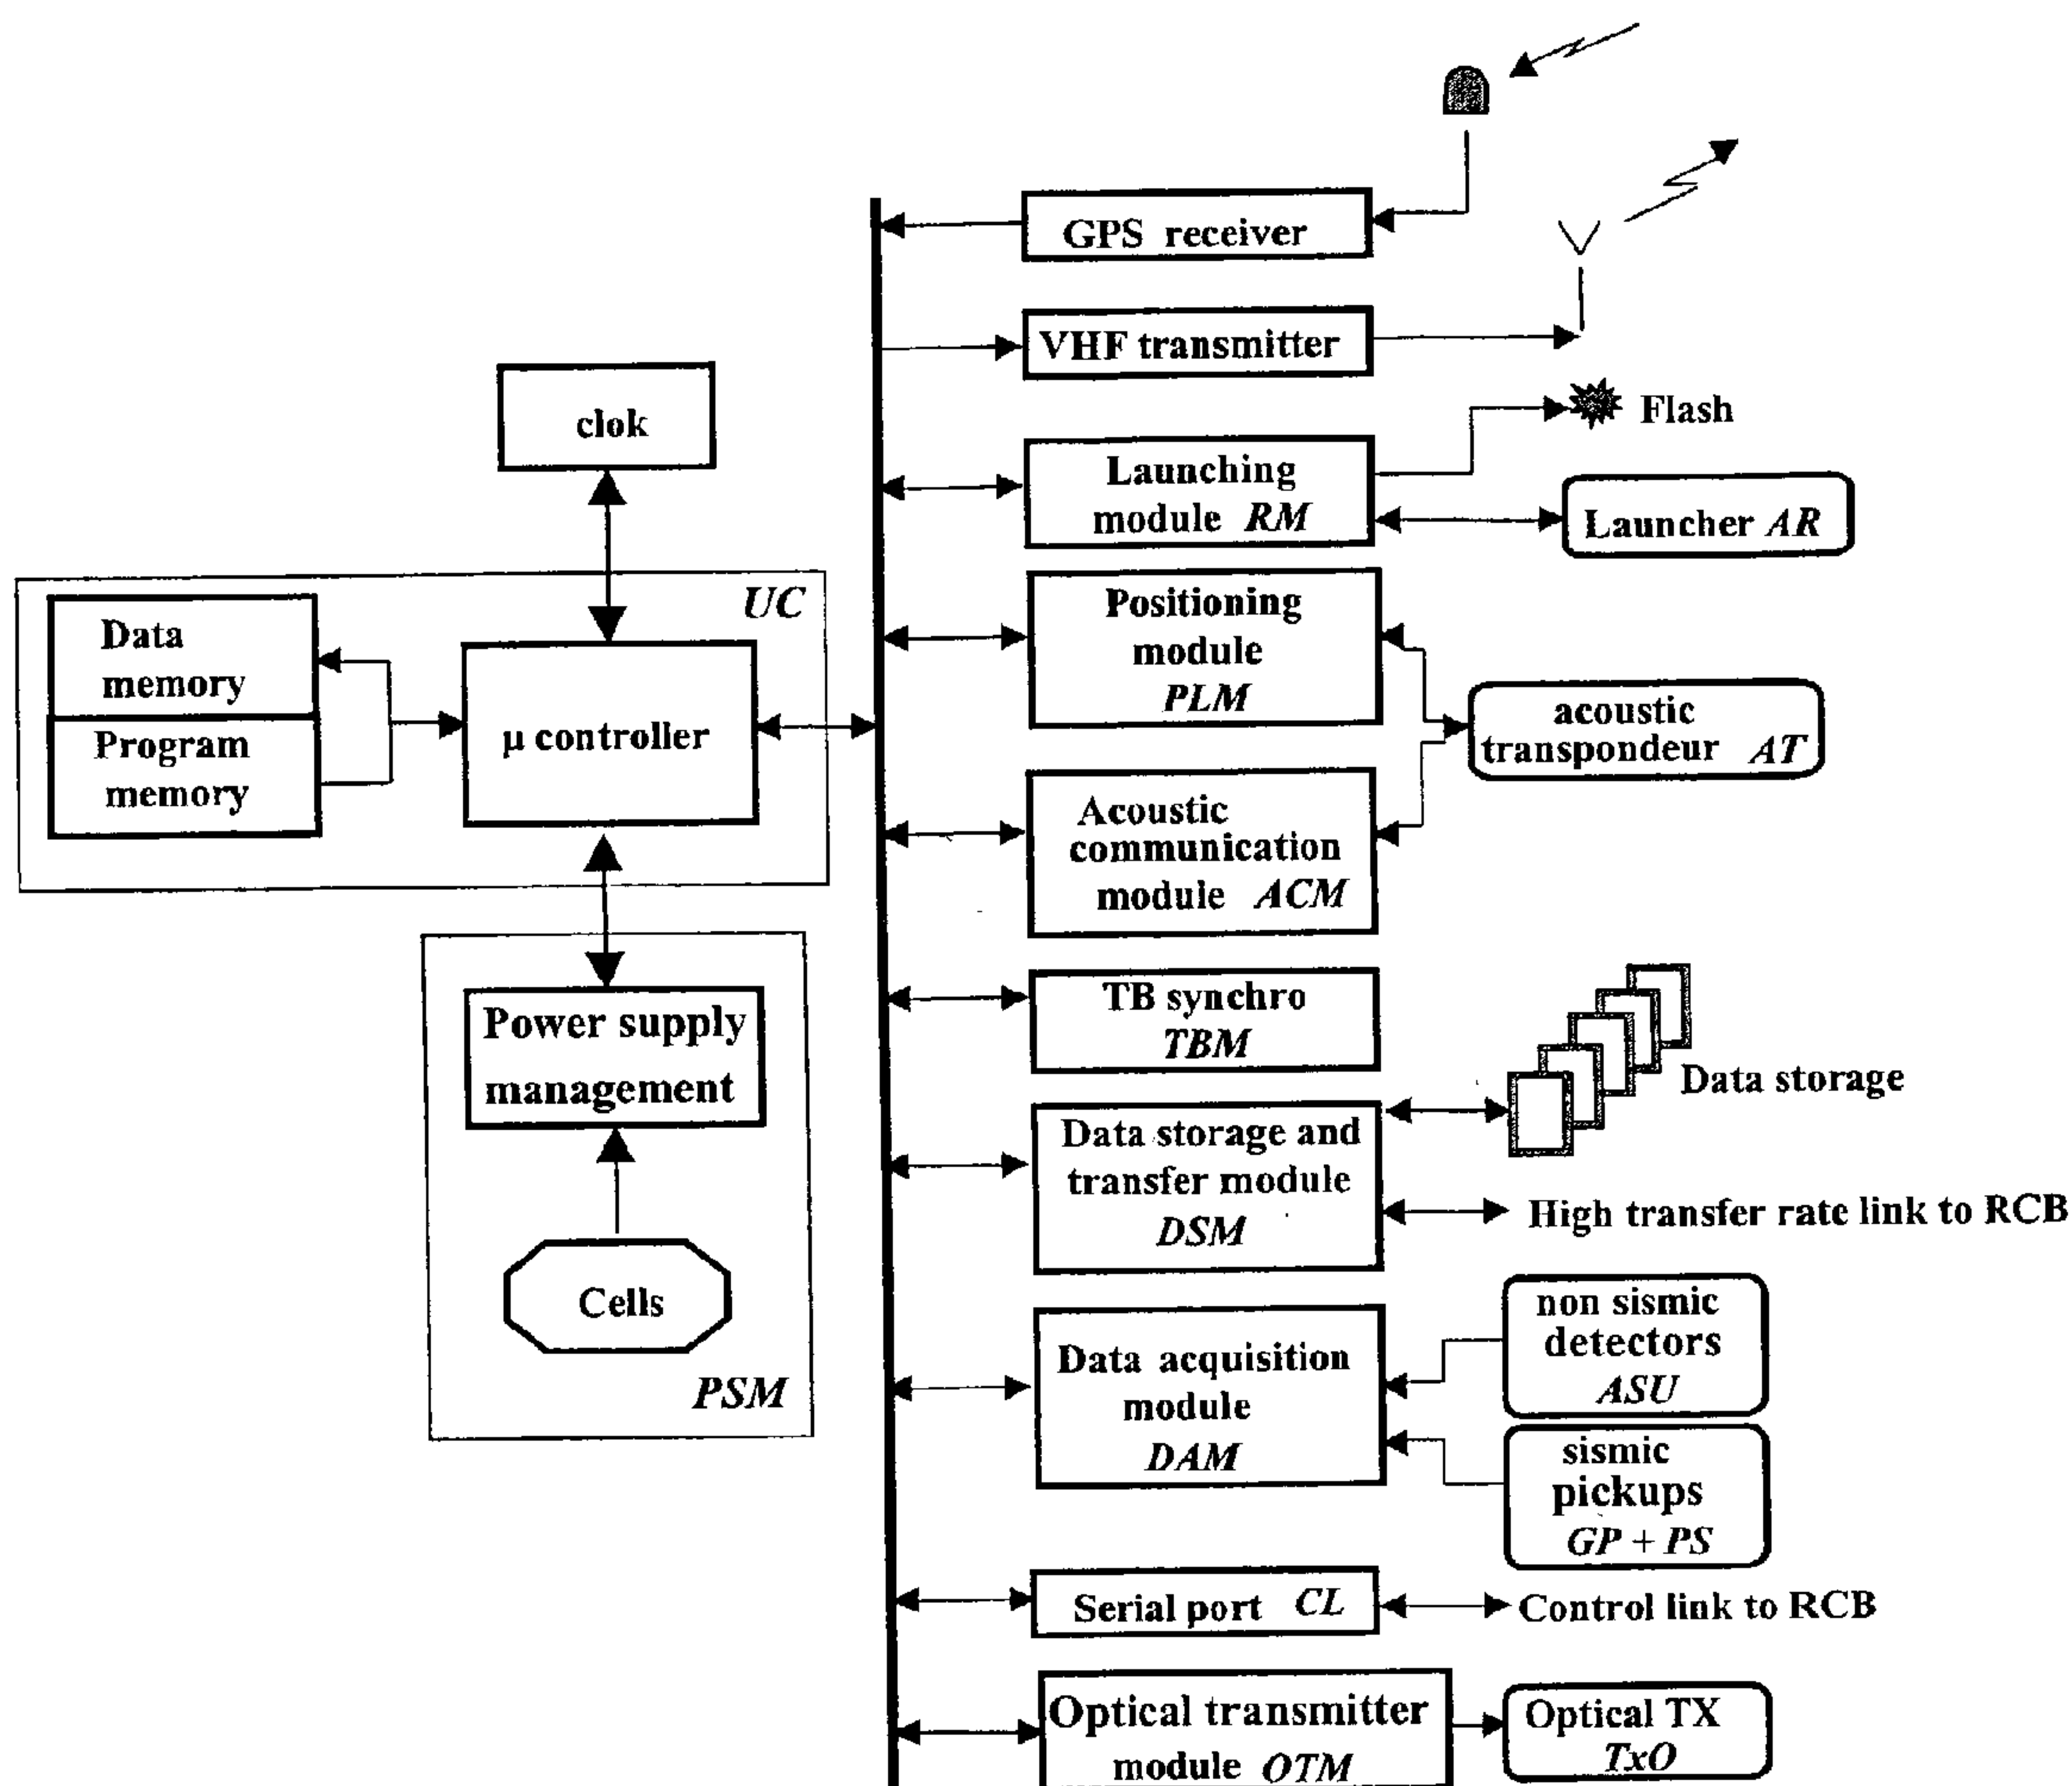 GPS receiver
VHF transmitter
Flash
clok
Launching
module RM
Launcher AR
UC
Data
memory
Program
memory
μ controller
Positioning
module
PLM
acoustic
transpondeur AT
Acoustic
communication
module ACM
Power supply
management
Cells
PSM
TB synchro
TBM
Data storage
Data storage and
transfer module
DSM
High transfer rate link to RCB
non sismic
detectors
ASU
Data acquisition
module
DAM
sismic
pickups
GP + PS
Serial port CL
Control link to RCB
Optical transmitter
module OTM
Optical TX
TxO